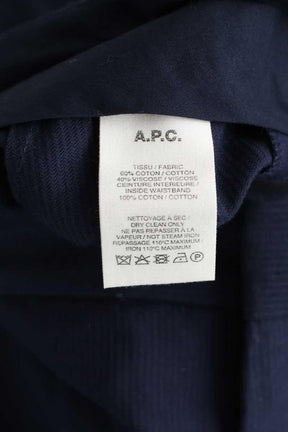 A.P.C.
TISSU / FABRIC
60% COTON / COTTON
40% VISCOSE / VISCOSE
CEINTURE INTERIEURE /
INSIDE WAISTBAND
100% COTON / COTTON
NETTOYAGE A SEC /
DRY CLEAN ONLY
NE PAS REPASSER A LA
VAPEUR / NOT STEAM IRON
REPASSAGE 110°C MAXIMUM
IRON 110°C MAXIMUM
P